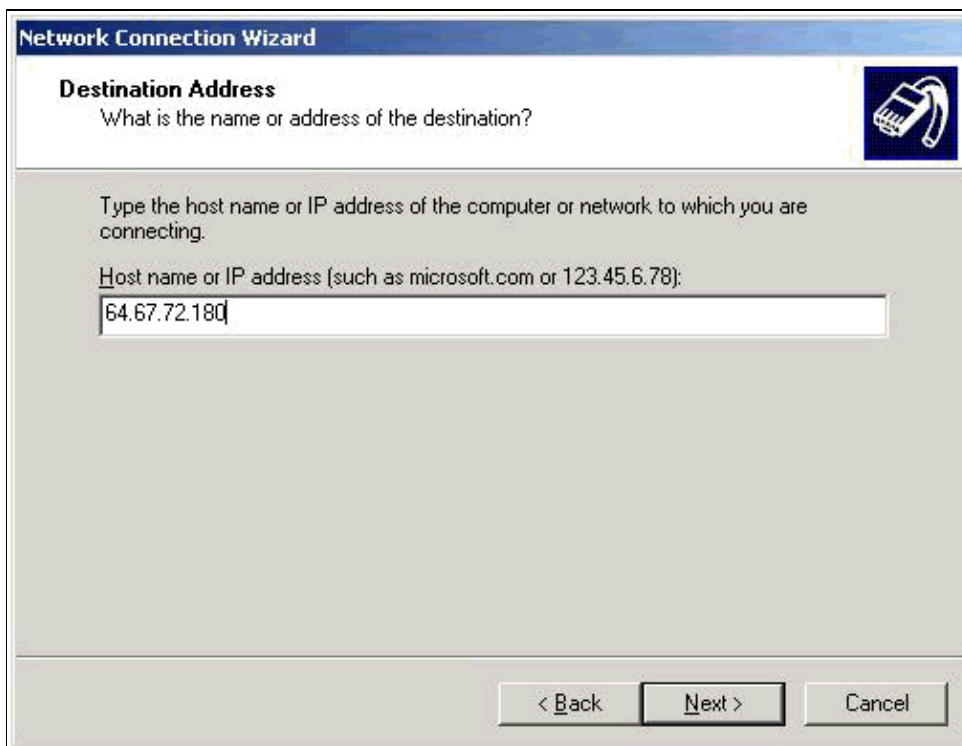 Network Connection Wizard
Destination Address
What is the name or address of the destination?
Type the host name or IP address of the computer or network to which you are
connecting.
Host name or IP address (such as microsoft.com or 123.45.6.78):
64.67.72.180
< Back
Next >
Cancel